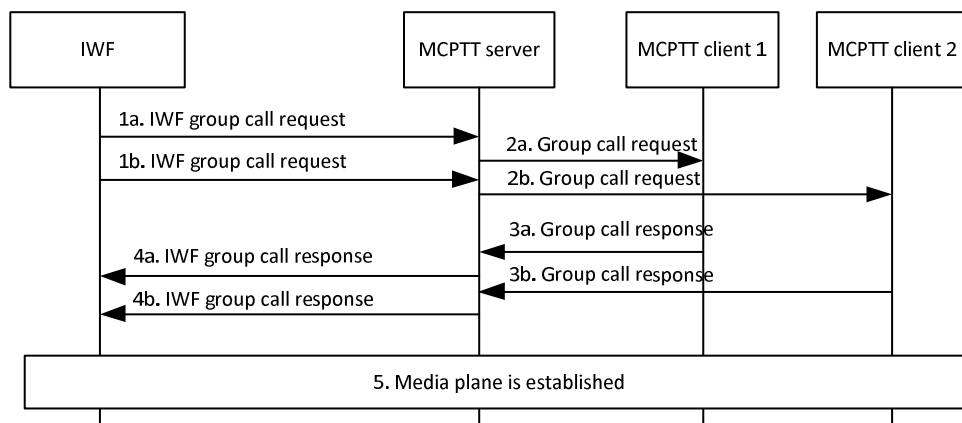 IWF
MCPTT server
MCPTT client 1
MCPTT client 2
1a. IWF group call request
2a. Group call request
1b. IWF group call request
2b. Group call request
3a. Group call response
4a. IWF group call response
3b. Group call response
4b. IWF group call response
5. Media plane is established